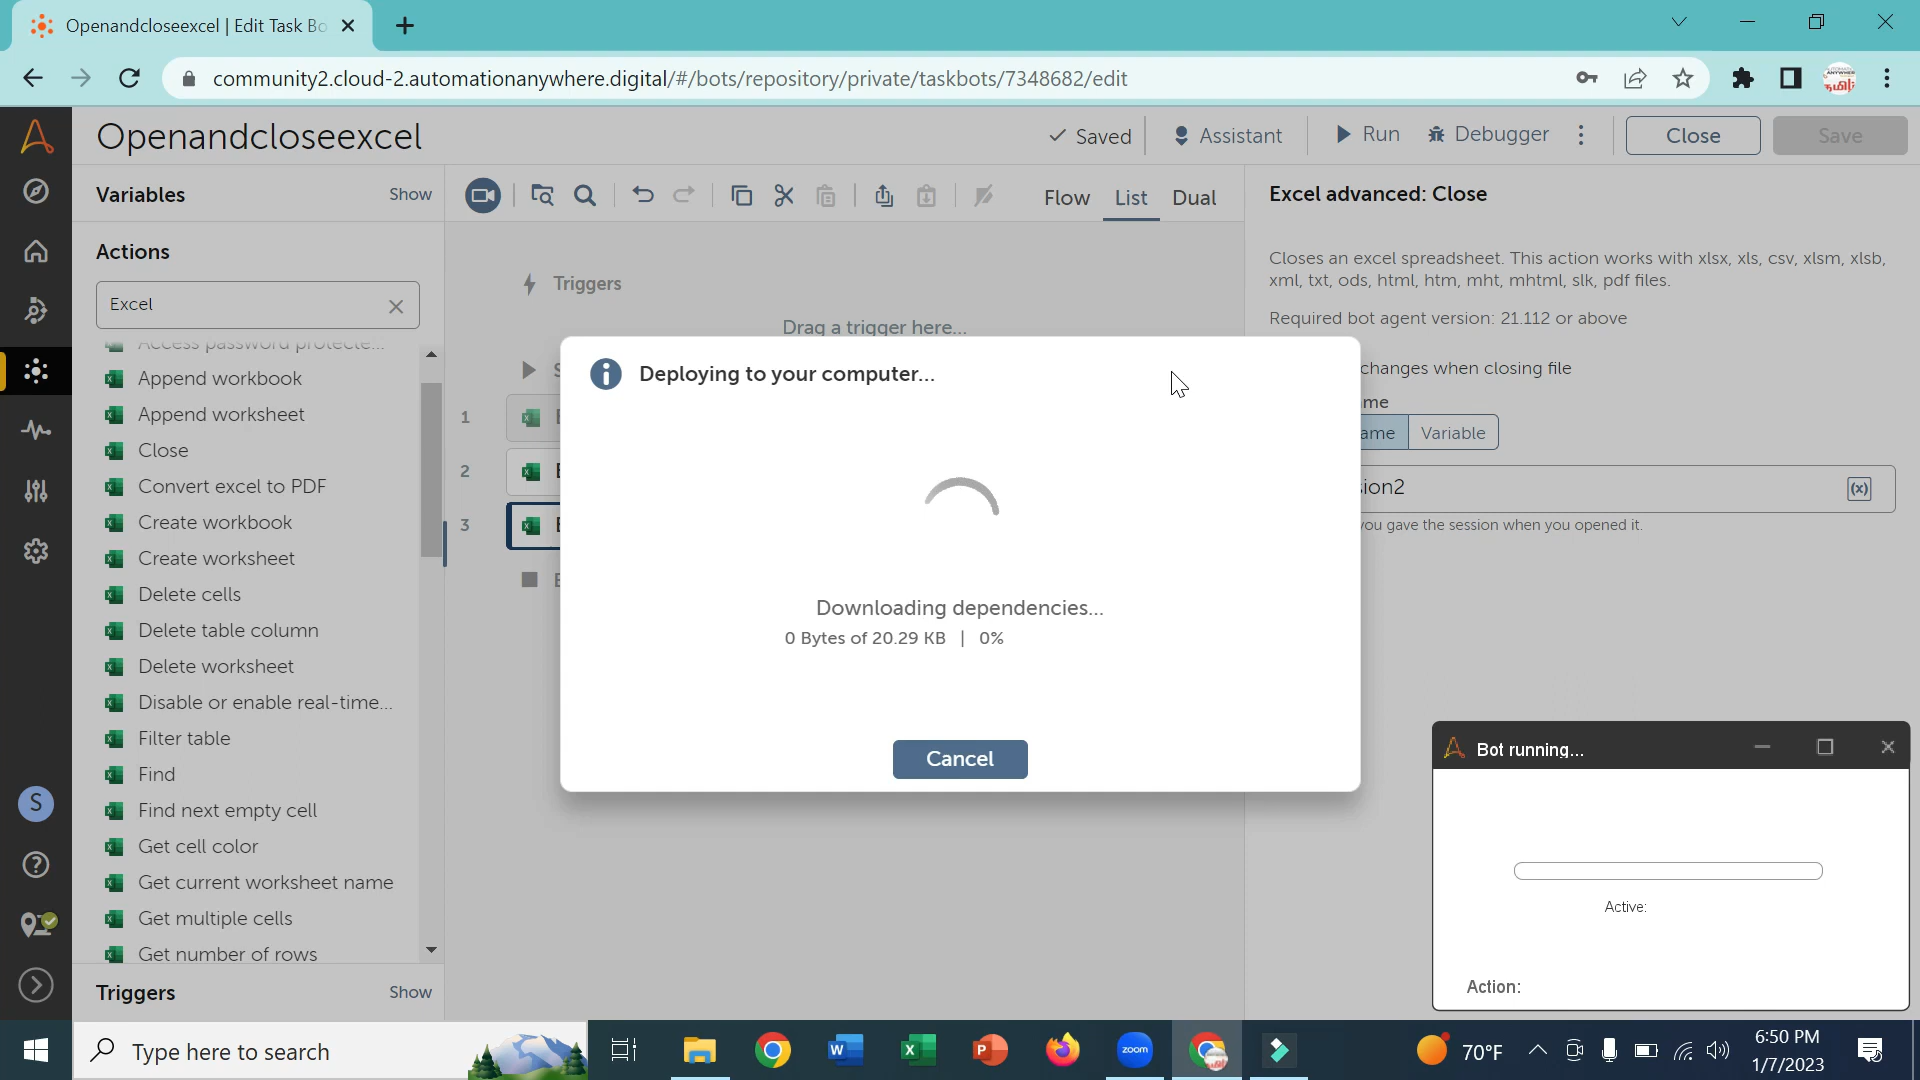 Openandcloseexcel | Edit Task Bo
community2.cloud-2.automationanywhere.digital/#/bots/repository/private/taskbots/7348682/edit
Openandcloseexcel
Saved
Assistant
Run
Debugger
Close
Save
Variables
Show
Flow
List
Dual
Excel advanced: Close
Actions
Excel
Closes an excel spreadsheet. This action works with xlsx, xls, csv, xlsm, xlsb,
xml, txt, ods, html, htm, mht, mhtml, slk, pdf files.
Required bot agent version: 21.112 or above
Triggers
Drag a trigger here...
changes when closing file
me
ame
Variable
ion2
(x)
you gave the session when you opened it.
Append workbook
Append worksheet
Close
Convert excel to PDF
Create workbook
Create worksheet
Delete cells
Delete table column
Delete worksheet
Disable or enable real-time...
Filter table
Find
Find next empty cell
Get cell color
Get current worksheet name
Get multiple cells
Get number of rows
Triggers
Show
1
2
3
Deploying to your computer...
Downloading dependencies...
0 Bytes of 20.29 KB | 0%
Cancel
Bot running...
Active:
Action:
S
Type here to search
zoom
70°F
6:50 PM
1/7/2023